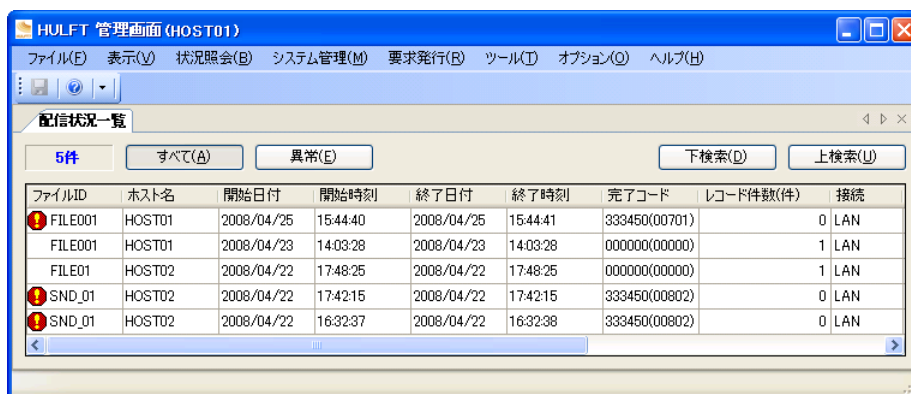 HULFT 管理画面(HOST01)
ファイル(F) 表示(V) 状況照会(B) システム管理(M) 要求発行(R) ツール(T) オプション(O) ヘルプ(H)
配信状況一覧
5件 すべて(A) 異常(E) 下検索(D) 上検索(U)
ファイルID ホスト名 開始日付 開始時刻 終了日付 終了時刻 完了コード レコード件数(件) 接続
FILE001 HOST01 2008/04/25 15:44:40 2008/04/25 15:44:41 333450(00701) 0 LAN
FILE001 HOST01 2008/04/23 14:03:28 2008/04/23 14:03:28 000000(00000) 1 LAN
FILE01 HOST02 2008/04/22 17:48:25 2008/04/22 17:48:25 000000(00000) 1 LAN
SND_01 HOST02 2008/04/22 17:42:15 2008/04/22 17:42:15 333450(00802) 0 LAN
SND_01 HOST02 2008/04/22 16:32:37 2008/04/22 16:32:38 333450(00802) 0 LAN